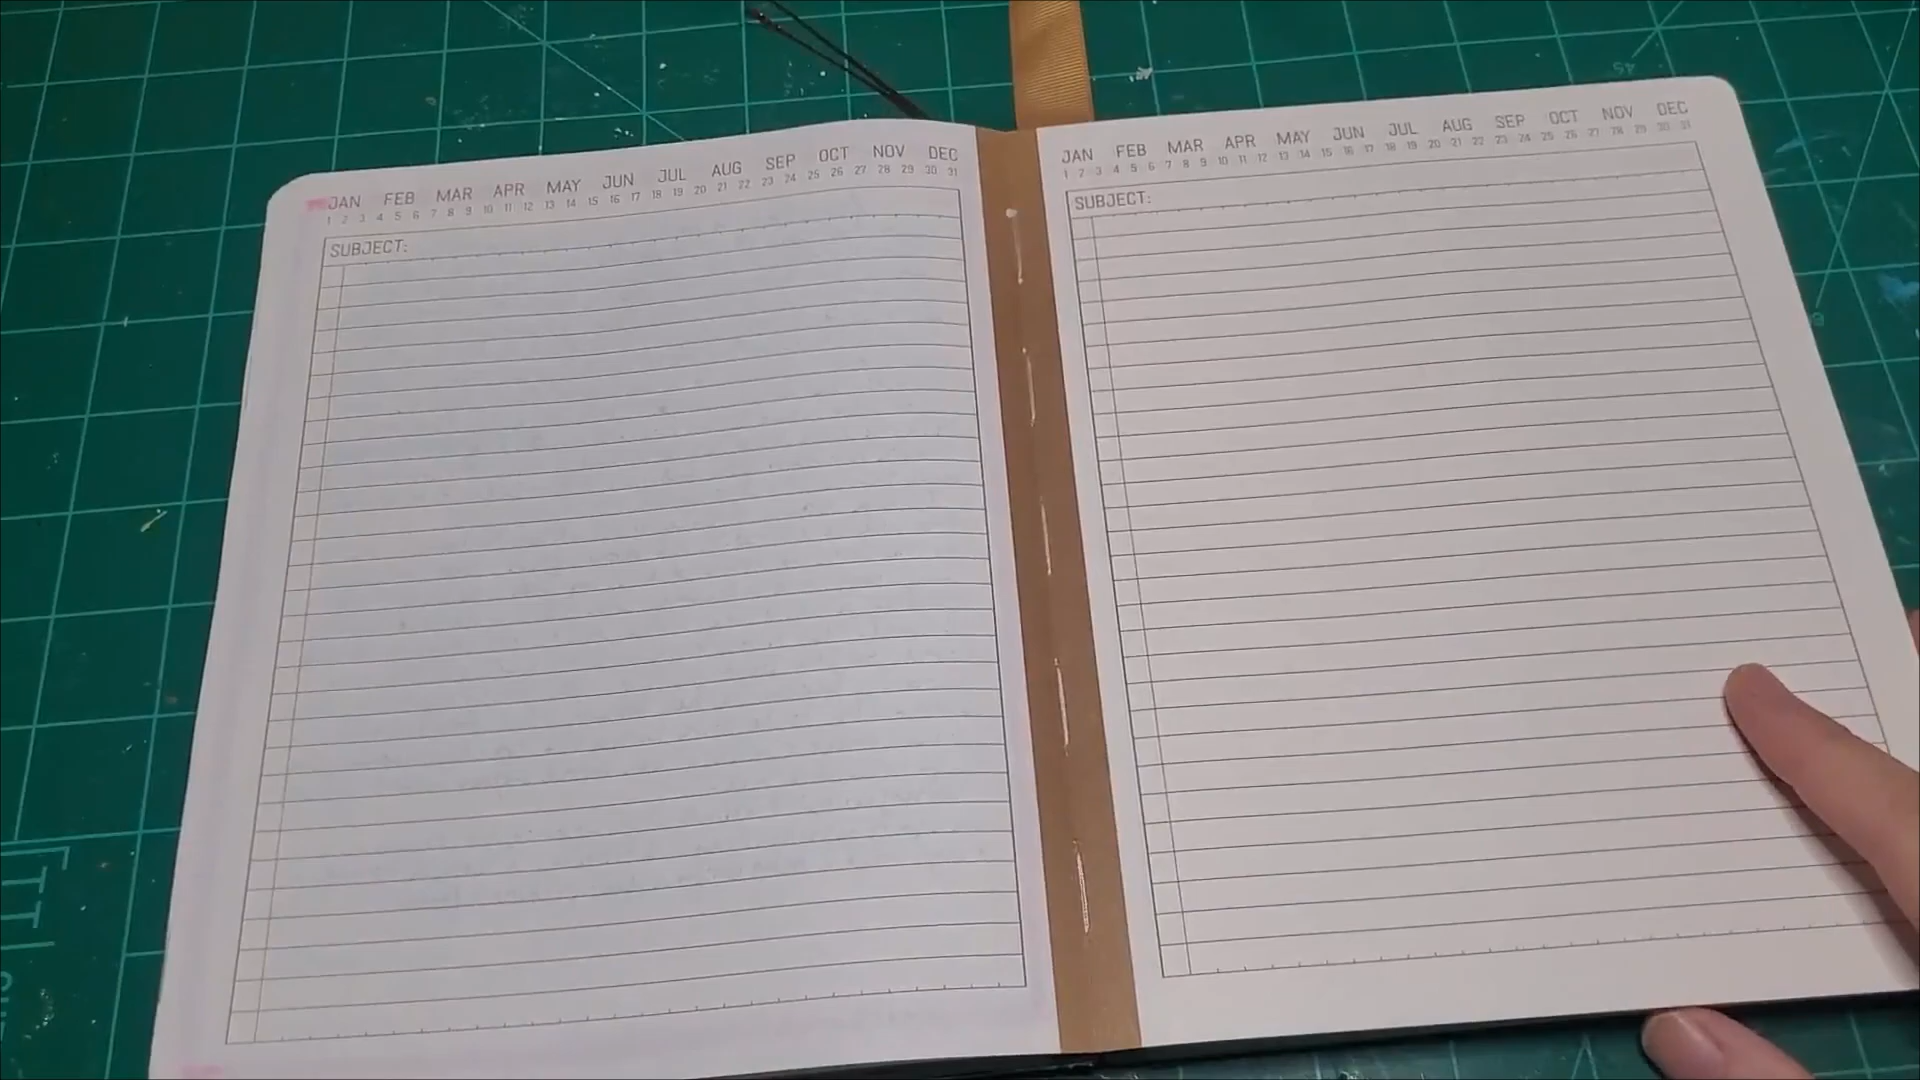 JAN FEB MAR APR MAY JUN JUL AUG SEP OCT NOV DEC
1 2 3 4 5 6 7 8 9 10 11 12 13 14 15 16 17 18 19 20 21 22 23 24 25 26 27 28 29 30 31
SUBJECT:
JAN FEB MAR APR MAY JUN JUL AUG SEP OCT NOV DEC
1 2 3 4 5 6 7 8 9 10 11 12 13 14 15 16 17 18 19 20 21 22 23 24 25 26 27 28 29 30 31
SUBJECT:
45